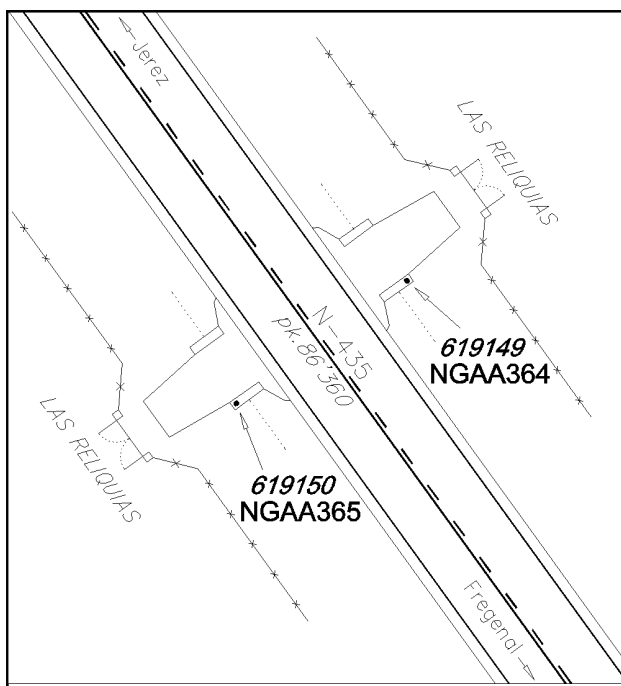 Jerez
LAS RELIQUIAS
N-435
pk.86'360
619149
NGAA364
LAS RELIQUIAS
619150
NGAA365
Fregenal